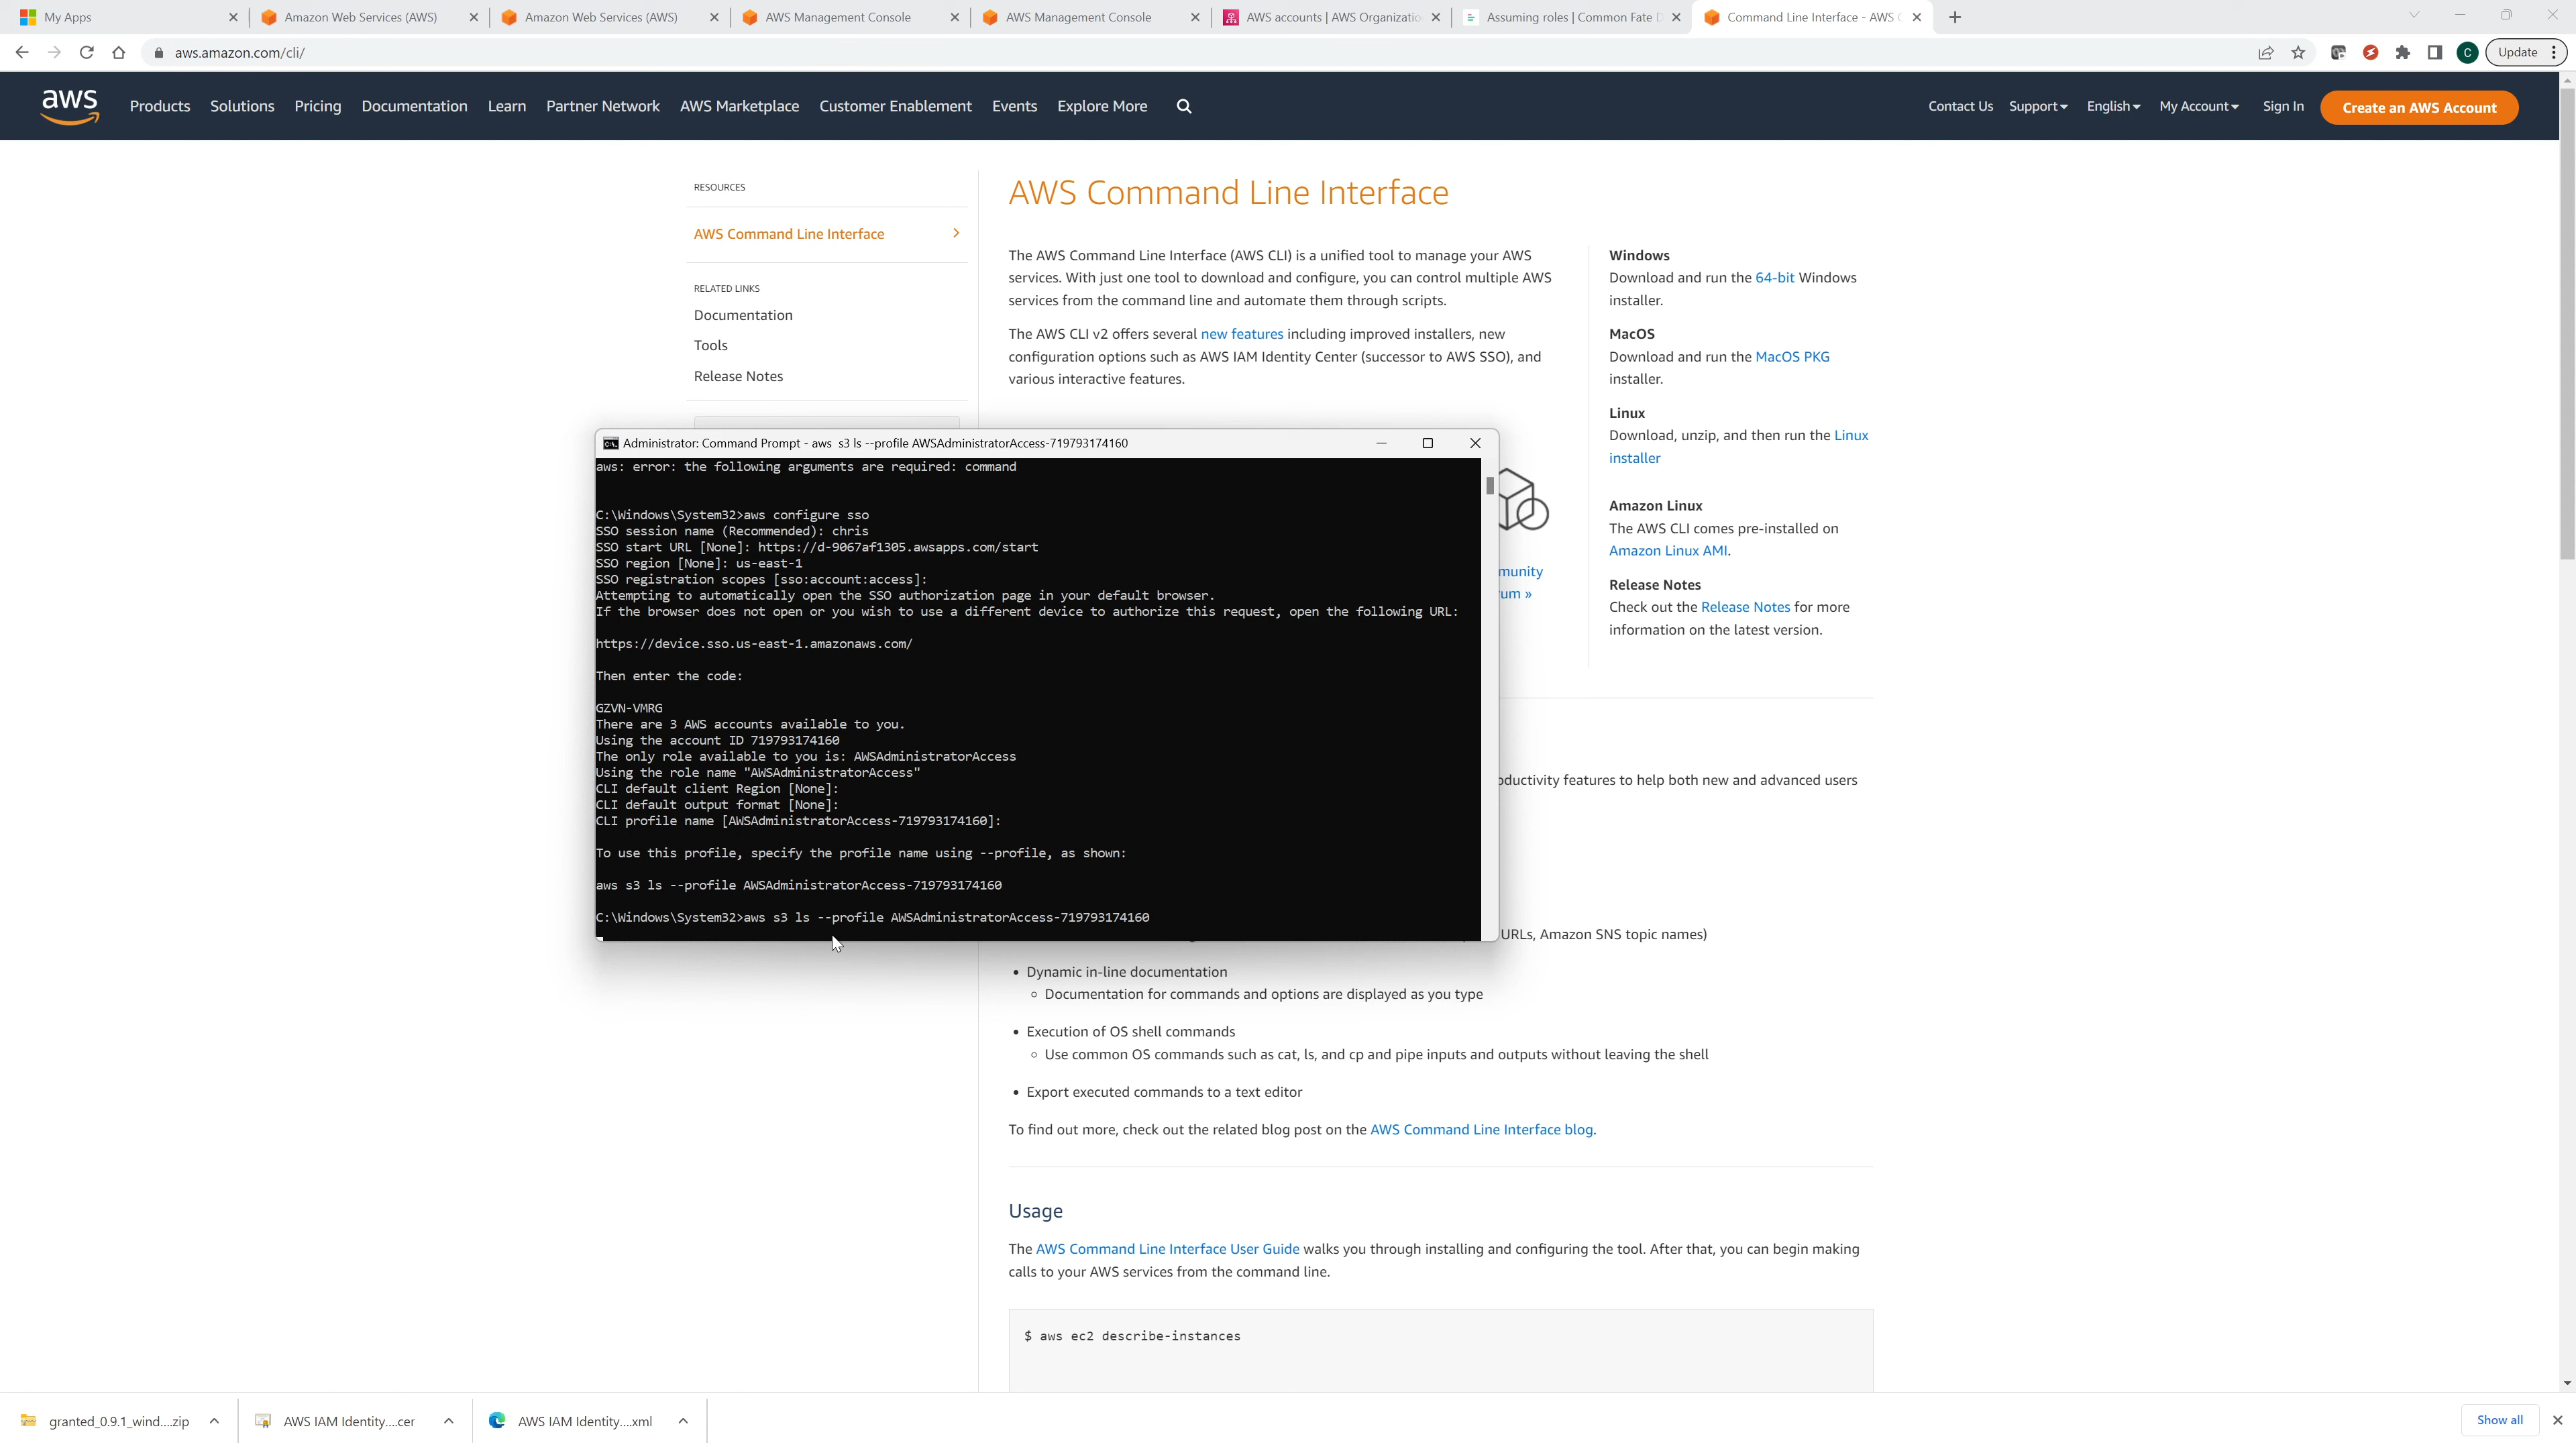 My Apps
Amazon Web Services (AWS)
Amazon Web Services (AWS)
AWS Management Console
AWS Management Console
AWS accounts | AWS Organizatio
Assuming roles | Common Fate D
Command Line Interface - AWS C
aws.amazon.com/cli/
C
Update
aws
Products
Solutions
Pricing
Documentation
Learn
Partner Network
AWS Marketplace
Customer Enablement
Events
Explore More
Contact Us
Support
English
My Account
Sign In
Create an AWS Account
RESOURCES
AWS Command Line Interface
RELATED LINKS
Documentation
Tools
Release Notes
AWS Command Line Interface
The AWS Command Line Interface (AWS CLI) is a unified tool to manage your AWS
services. With just one tool to download and configure, you can control multiple AWS
services from the command line and automate them through scripts.
The AWS CLI v2 offers several new features including improved installers, new
configuration options such as AWS IAM Identity Center (successor to AWS SSO), and
various interactive features.
Windows
Download and run the 64-bit Windows
installer.
MacOS
Download and run the MacOS PKG
installer.
Linux
Download, unzip, and then run the Linux
installer
Amazon Linux
The AWS CLI comes pre-installed on
Amazon Linux AMI.
Release Notes
Check out the Release Notes for more
information on the latest version.
Administrator: Command Prompt - aws  s3 ls --profile AWSAdministratorAccess-719793174160
aws: error: the following arguments are required: command
C:\Windows\System32>aws configure sso
SSO session name (Recommended): chris
SSO start URL [None]: https://d-9067af1305.awsapps.com/start
SSO region [None]: us-east-1
SSO registration scopes [sso:account:access]:
Attempting to automatically open the SSO authorization page in your default browser.
If the browser does not open or you wish to use a different device to authorize this request, open the following URL:
https://device.sso.us-east-1.amazonaws.com/
Then enter the code:
GZVN-VMRG
There are 3 AWS accounts available to you.
Using the account ID 719793174160
The only role available to you is: AWSAdministratorAccess
Using the role name "AWSAdministratorAccess"
CLI default client Region [None]:
CLI default output format [None]:
CLI profile name [AWSAdministratorAccess-719793174160]:
To use this profile, specify the profile name using --profile, as shown:
aws s3 ls --profile AWSAdministratorAccess-719793174160
C:\Windows\System32>aws s3 ls --profile AWSAdministratorAccess-719793174160
munity
rum »
oductivity features to help both new and advanced users
URLs, Amazon SNS topic names)
• Dynamic in-line documentation
○ Documentation for commands and options are displayed as you type
• Execution of OS shell commands
○ Use common OS commands such as cat, ls, and cp and pipe inputs and outputs without leaving the shell
• Export executed commands to a text editor
To find out more, check out the related blog post on the AWS Command Line Interface blog.
Usage
The AWS Command Line Interface User Guide walks you through installing and configuring the tool. After that, you can begin making
calls to your AWS services from the command line.
$ aws ec2 describe-instances
granted_0.9.1_wind....zip
AWS IAM Identity....cer
AWS IAM Identity....xml
Show all